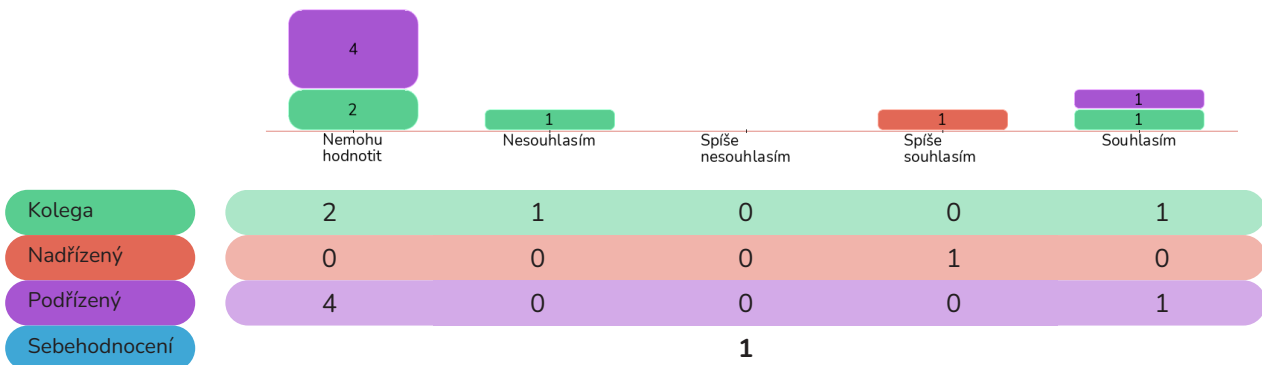 4
2
1
1
1
1
Nemohu
hodnotit
Nesouhlasím
Spíše
nesouhlasím
Spíše
souhlasím
Souhlasím
Kolega 2 1 0 0 1
Nadřízený 0 0 0 1 0
Podřízený 4 0 0 0 1
Sebehodnocení 1